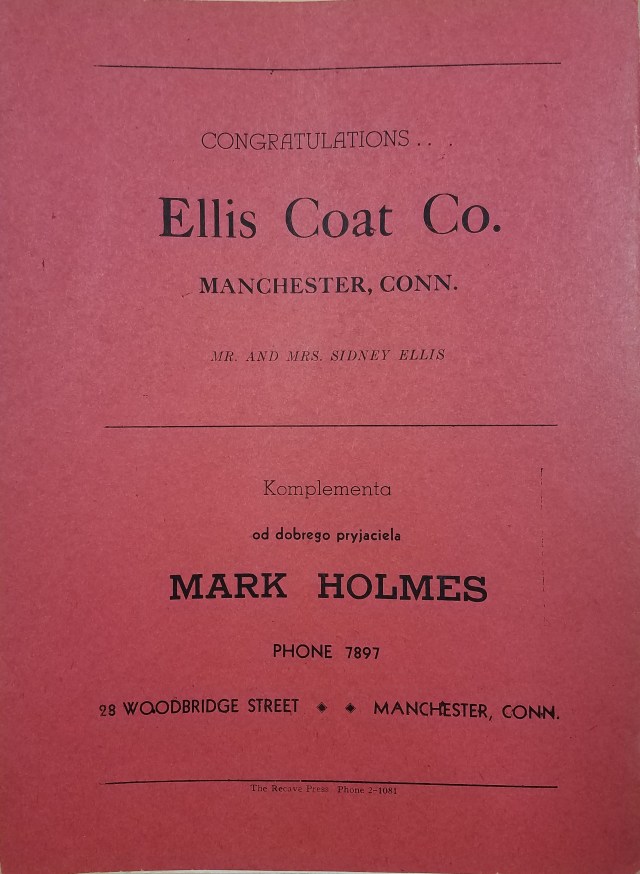 CONGRATULATIONS . . .
Ellis Coat Co.
MANCHESTER, CONN.
MR. AND MRS. SIDNEY ELLIS
Komplementa
od dobrego pryjaciela
MARK HOLMES
PHONE 7897
28 WOODBRIDGE STREET ◆ ◆ MANCHESTER, CONN.
The Recave Press Phone 2-1081